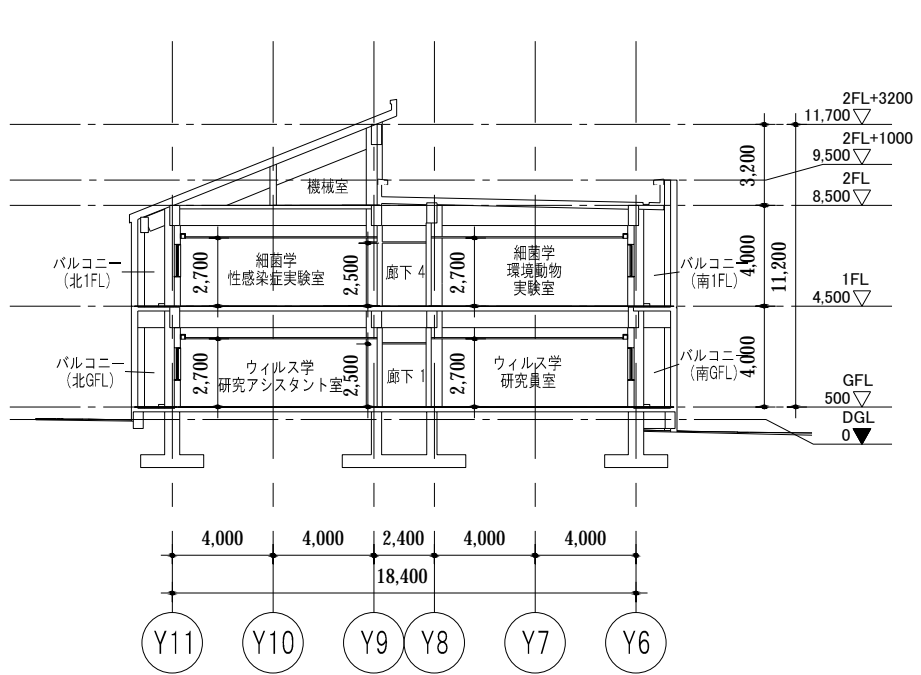 2FL+3200
11,700
2FL+1000
9,500
2FL
8,500
3,200
機械室
バルコニー
(北1FL)
2,700
細菌学
性感染症実験室
2,500
廊下 4
2,700
細菌学
環境動物
実験室
バルコニー
(南1FL)
4,000
11,200
1FL
4,500
バルコニー
(北GFL)
2,700
ウィルス学
研究アシスタント室
2,500
廊下 1
2,700
ウィルス学
研究員室
バルコニー
(南GFL)
4,000
GFL
500
DGL
0
4,000
4,000
2,400
4,000
4,000
18,400
Y11
Y10
Y9
Y8
Y7
Y6